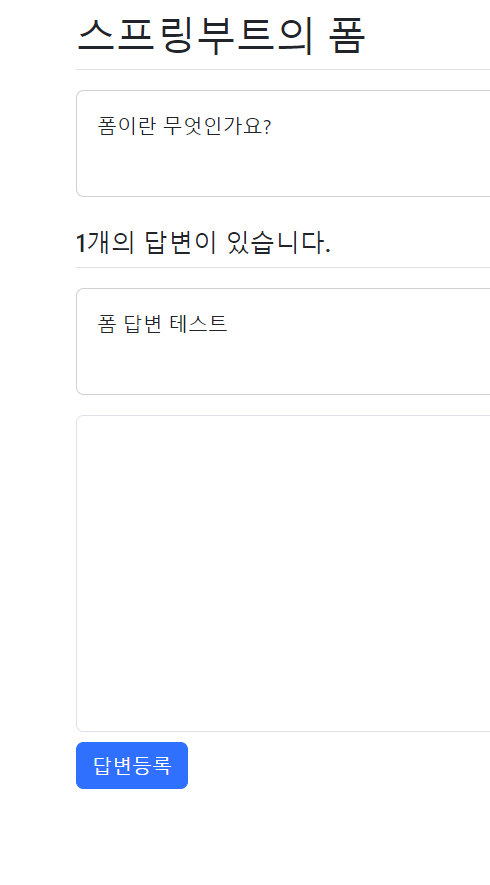 스프링부트의 폼
폼이란 무엇인가요?
1개의 답변이 있습니다.
폼 답변 테스트
답변등록